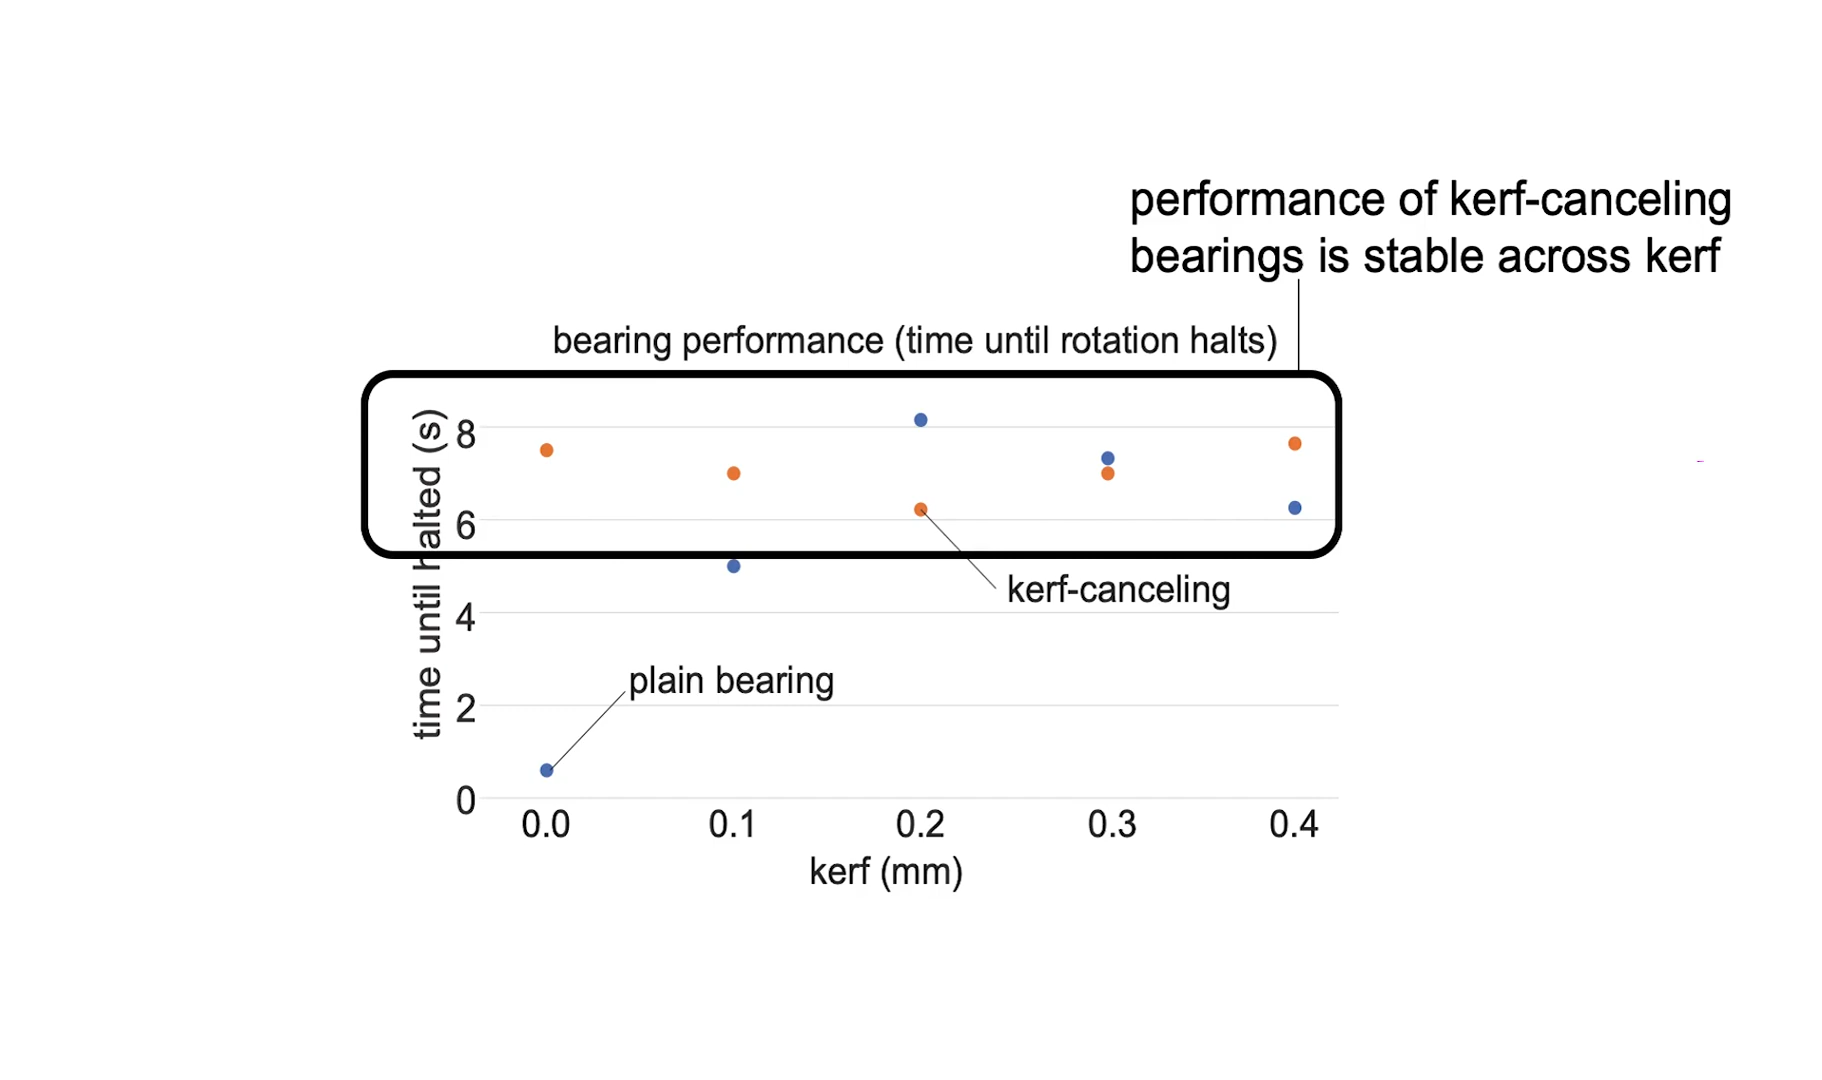 performance of kerf-canceling
bearings is stable across kerf
bearing performance (time until rotation halts)
time until halted (s)
8
6
4
2
0
kerf-canceling
plain bearing
0.0 0.1 0.2 0.3 0.4
kerf (mm)